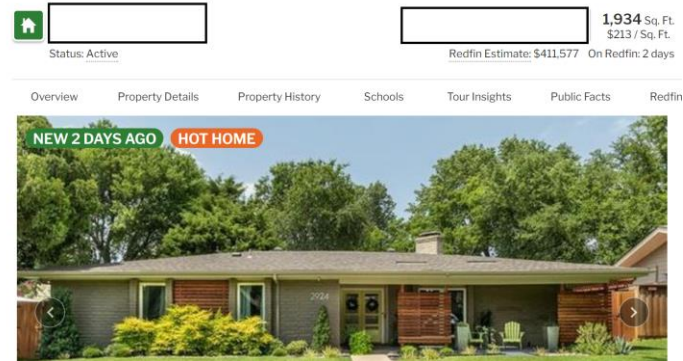 1,934 Sq. Ft.
$213 / Sq. Ft.
Status: Active
Redfin Estimate: $411,577 On Redfin: 2 days
Overview Property Details Property History Schools Tour Insights Public Facts Redfin
NEW 2 DAYS AGO HOT HOME
2924